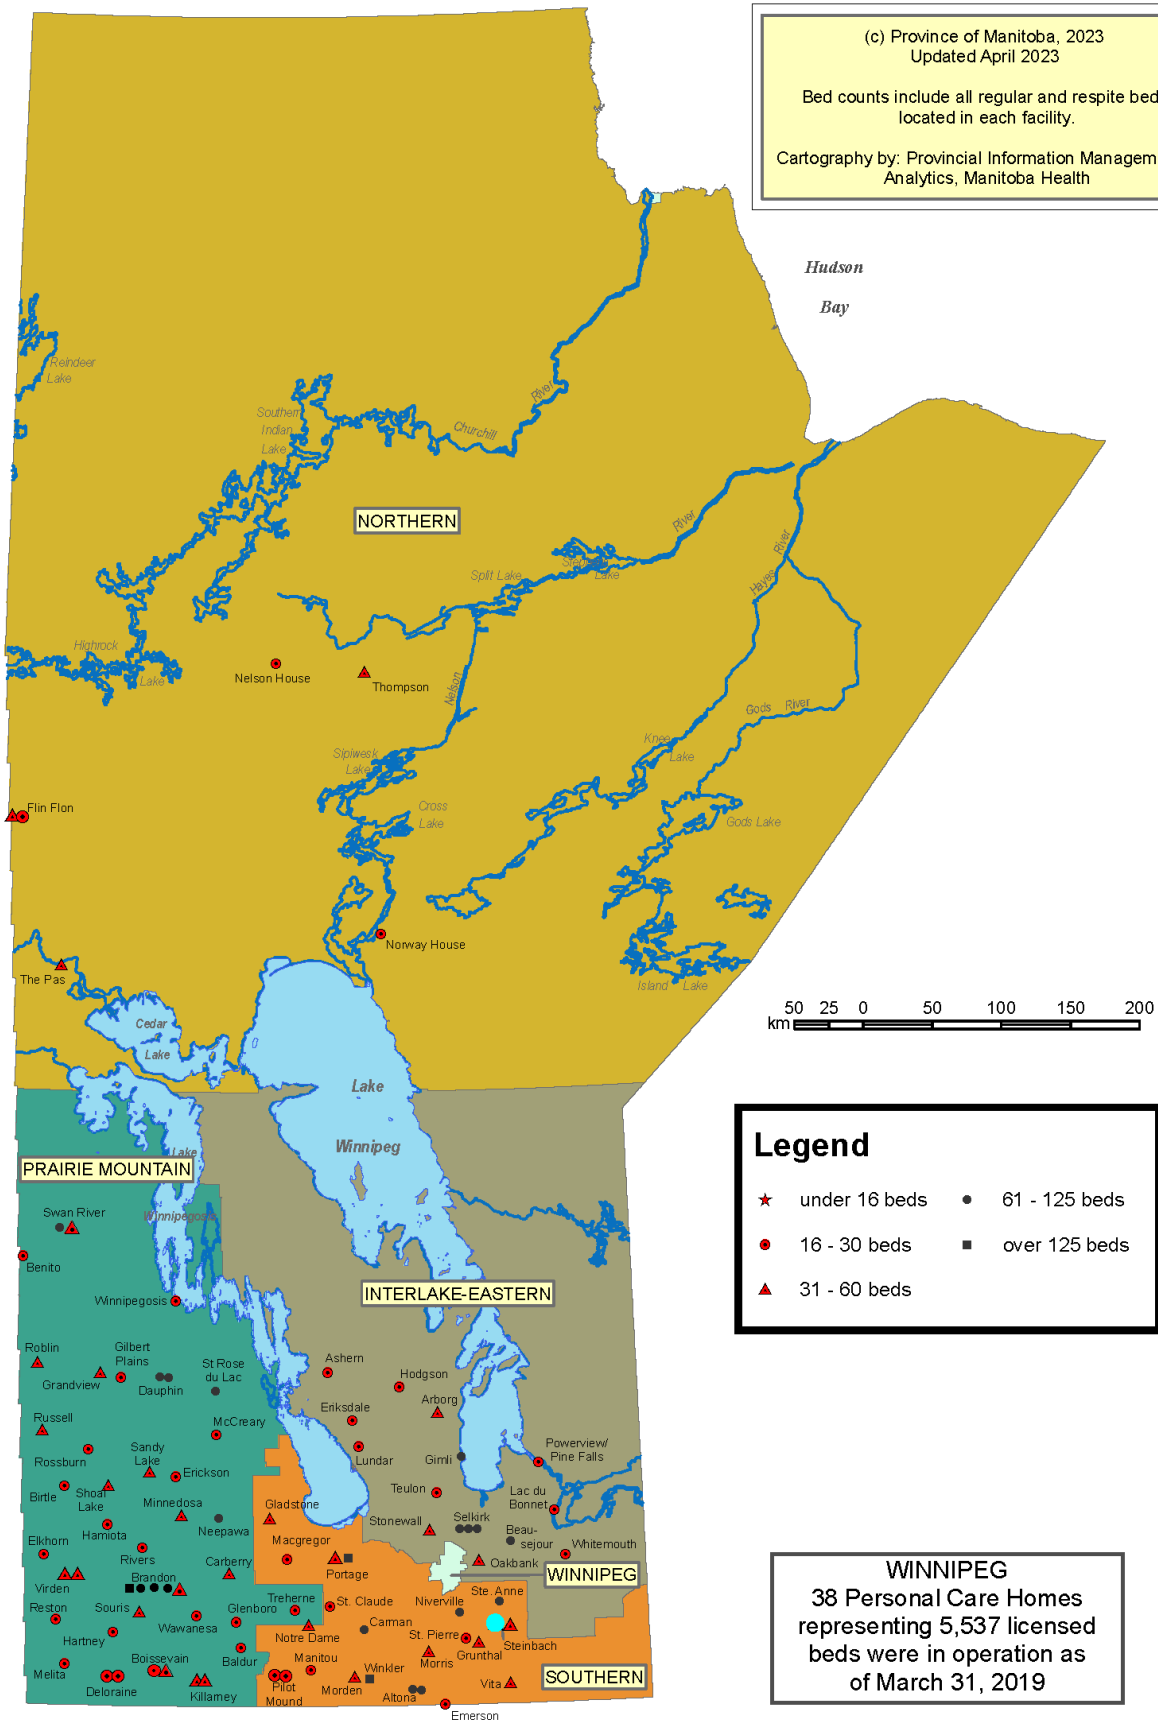 (c) Province of Manitoba, 2023
Updated April 2023
Bed counts include all regular and respite bed
located in each facility.
Cartography by: Provincial Information Managem
Analytics, Manitoba Health
Hudson
Bay
Reindeer
Lake
Southern
Indian
Lake
Churchill
River
NORTHERN
River
River
Hayes
Split Lake
Lake
Highrock
Lake
Nelson House
Thompson
Nelson
Gods River
Sipiwesk
Lake
Knee
Lake
Cross
Lake
Gods Lake
Flin Flon
Norway House
The Pas
Island Lake
Cedar
Lake
50 25 0 50 100 150 200
km
Lake
Winnipeg
Legend
under 16 beds
16 - 30 beds
31 - 60 beds
61 - 125 beds
over 125 beds
Lake
PRAIRIE MOUNTAIN
Winnipegosis
Swan River
Benito
Winnipegosis
INTERLAKE-EASTERN
Roblin
Grandview
Gilbert
Plains
Dauphin
St Rose
du Lac
Ashern
Hodgson
Arborg
Eriksdale
Russell
McCreary
Rossburn
Sandy
Lake
Erickson
Lundar
Gimli
Powerview/
Pine Falls
Birtle
Shoal
Lake
Minnedosa
Neepawa
Gladstone
Teulon
Lac du
Bonnet
Hamiota
Stonewall
Selkirk
Beau-
sejour
Elkhorn
Rivers
Carberry
Macgregor
Portage
Oakbank
Whitemouth
Virden
Brandon
WINNIPEG
Reston
Souris
Wawanesa
Glenboro
Treherne
St. Claude
Niverville
Ste. Anne
Hartney
Notre Dame
Carman
St. Pierre
Grunthal
Steinbach
Baldur
Morris
Melita
Deloraine
Boissevain
Killarney
Pilot
Mound
Manitou
Morden
Winkler
Altona
Vita
SOUTHERN
Emerson
WINNIPEG
38 Personal Care Homes
representing 5,537 licensed
beds were in operation as
of March 31, 2019